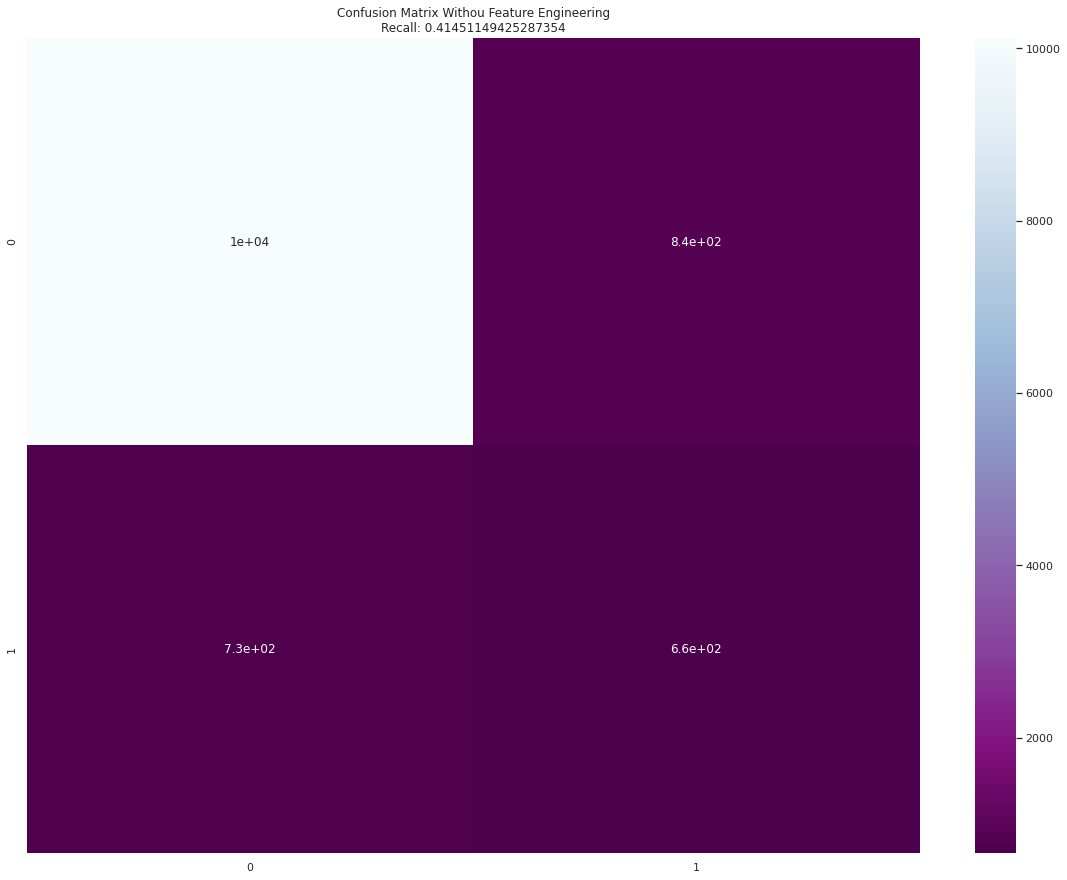 Confusion Matrix Withou Feature Engineering
Recall: 0.41451149425287354
10000
8000
6000
4000
2000
0
1e+04
8.4e+02
1
7.3e+02
6.6e+02
0
1